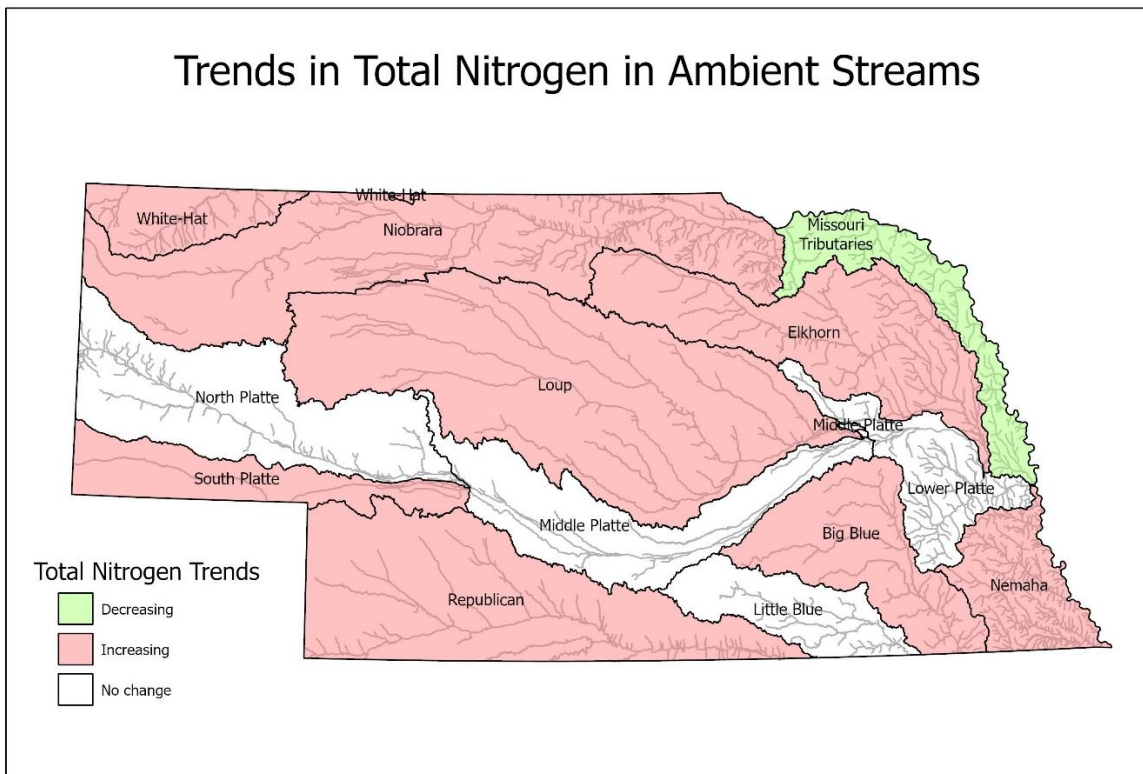 Trends in Total Nitrogen in Ambient Streams
White-Hat
White-Hat
Niobrara
Missouri
Tributaries
Elkhorn
Loup
North Platte
Middle Platte
South Platte
Lower Platte
Middle Platte
Big Blue
Nemaha
Republican
Little Blue
Total Nitrogen Trends
Decreasing
Increasing
No change